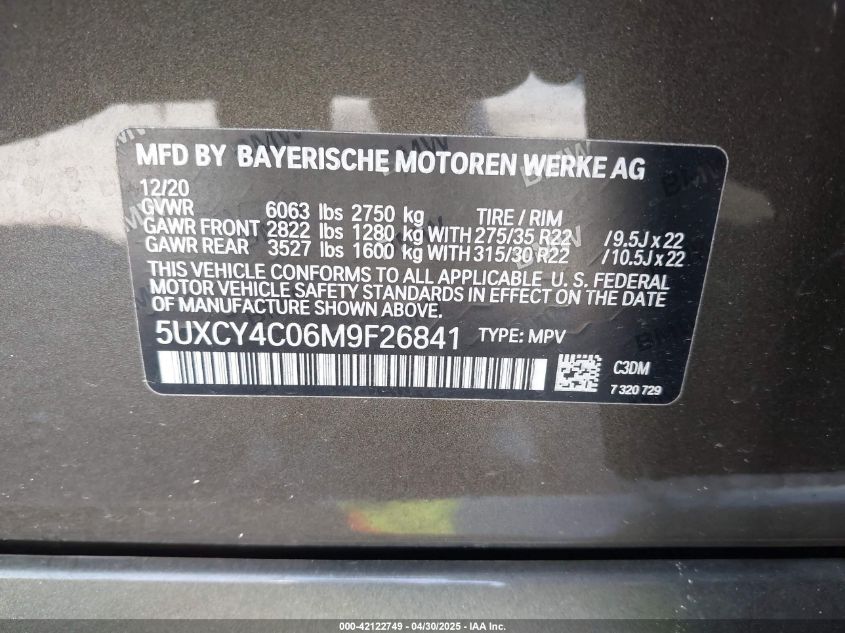 MFD BY BAYERISCHE MOTOREN WERKE AG
12/20
GVWR 6063 lbs 2750 kg TIRE / RIM
GAWR FRONT 2822 lbs 1280 kg WITH 275/35 R22 /9.5J x 22
GAWR REAR 3527 lbs 1600 kg WITH 315/30 R22 /10.5J x 22
THIS VEHICLE CONFORMS TO ALL APPLICABLE U. S. FEDERAL
MOTOR VEHICLE SAFETY STANDARDS IN EFFECT ON THE DATE
OF MANUFACTURE SHOWN ABOVE.
5UXCY4C06M9F26841 TYPE: MPV
C3DM
7 320 729
000-42122749 - 04/30/2025 - IAA Inc.